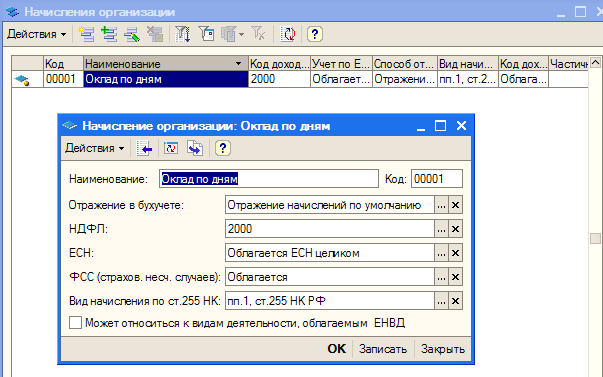 Начисления организации
Действия
Код Наименование Код доход... Учет по Е... Способ от... Вид начи... Код дох... Частичн
00001 Оклад по дням 2000 Облагает... Отражени... пп.1, ст.2... Облага...
Начисление организации: Оклад по дням
Действия
Наименование: Оклад по дням Код: 00001
Отражение в бухучете: Отражение начислений по умолчанию ...
НДФЛ: 2000 ...
ЕСН: Облагается ЕСН целиком ...
ФСС (страхов. несч. случаев): Облагается ...
Вид начисления по ст.255 НК: пп.1, ст.255 НК РФ ...
Может относиться к видам деятельности, облагаемым ЕНВД
OK Записать Закрыть